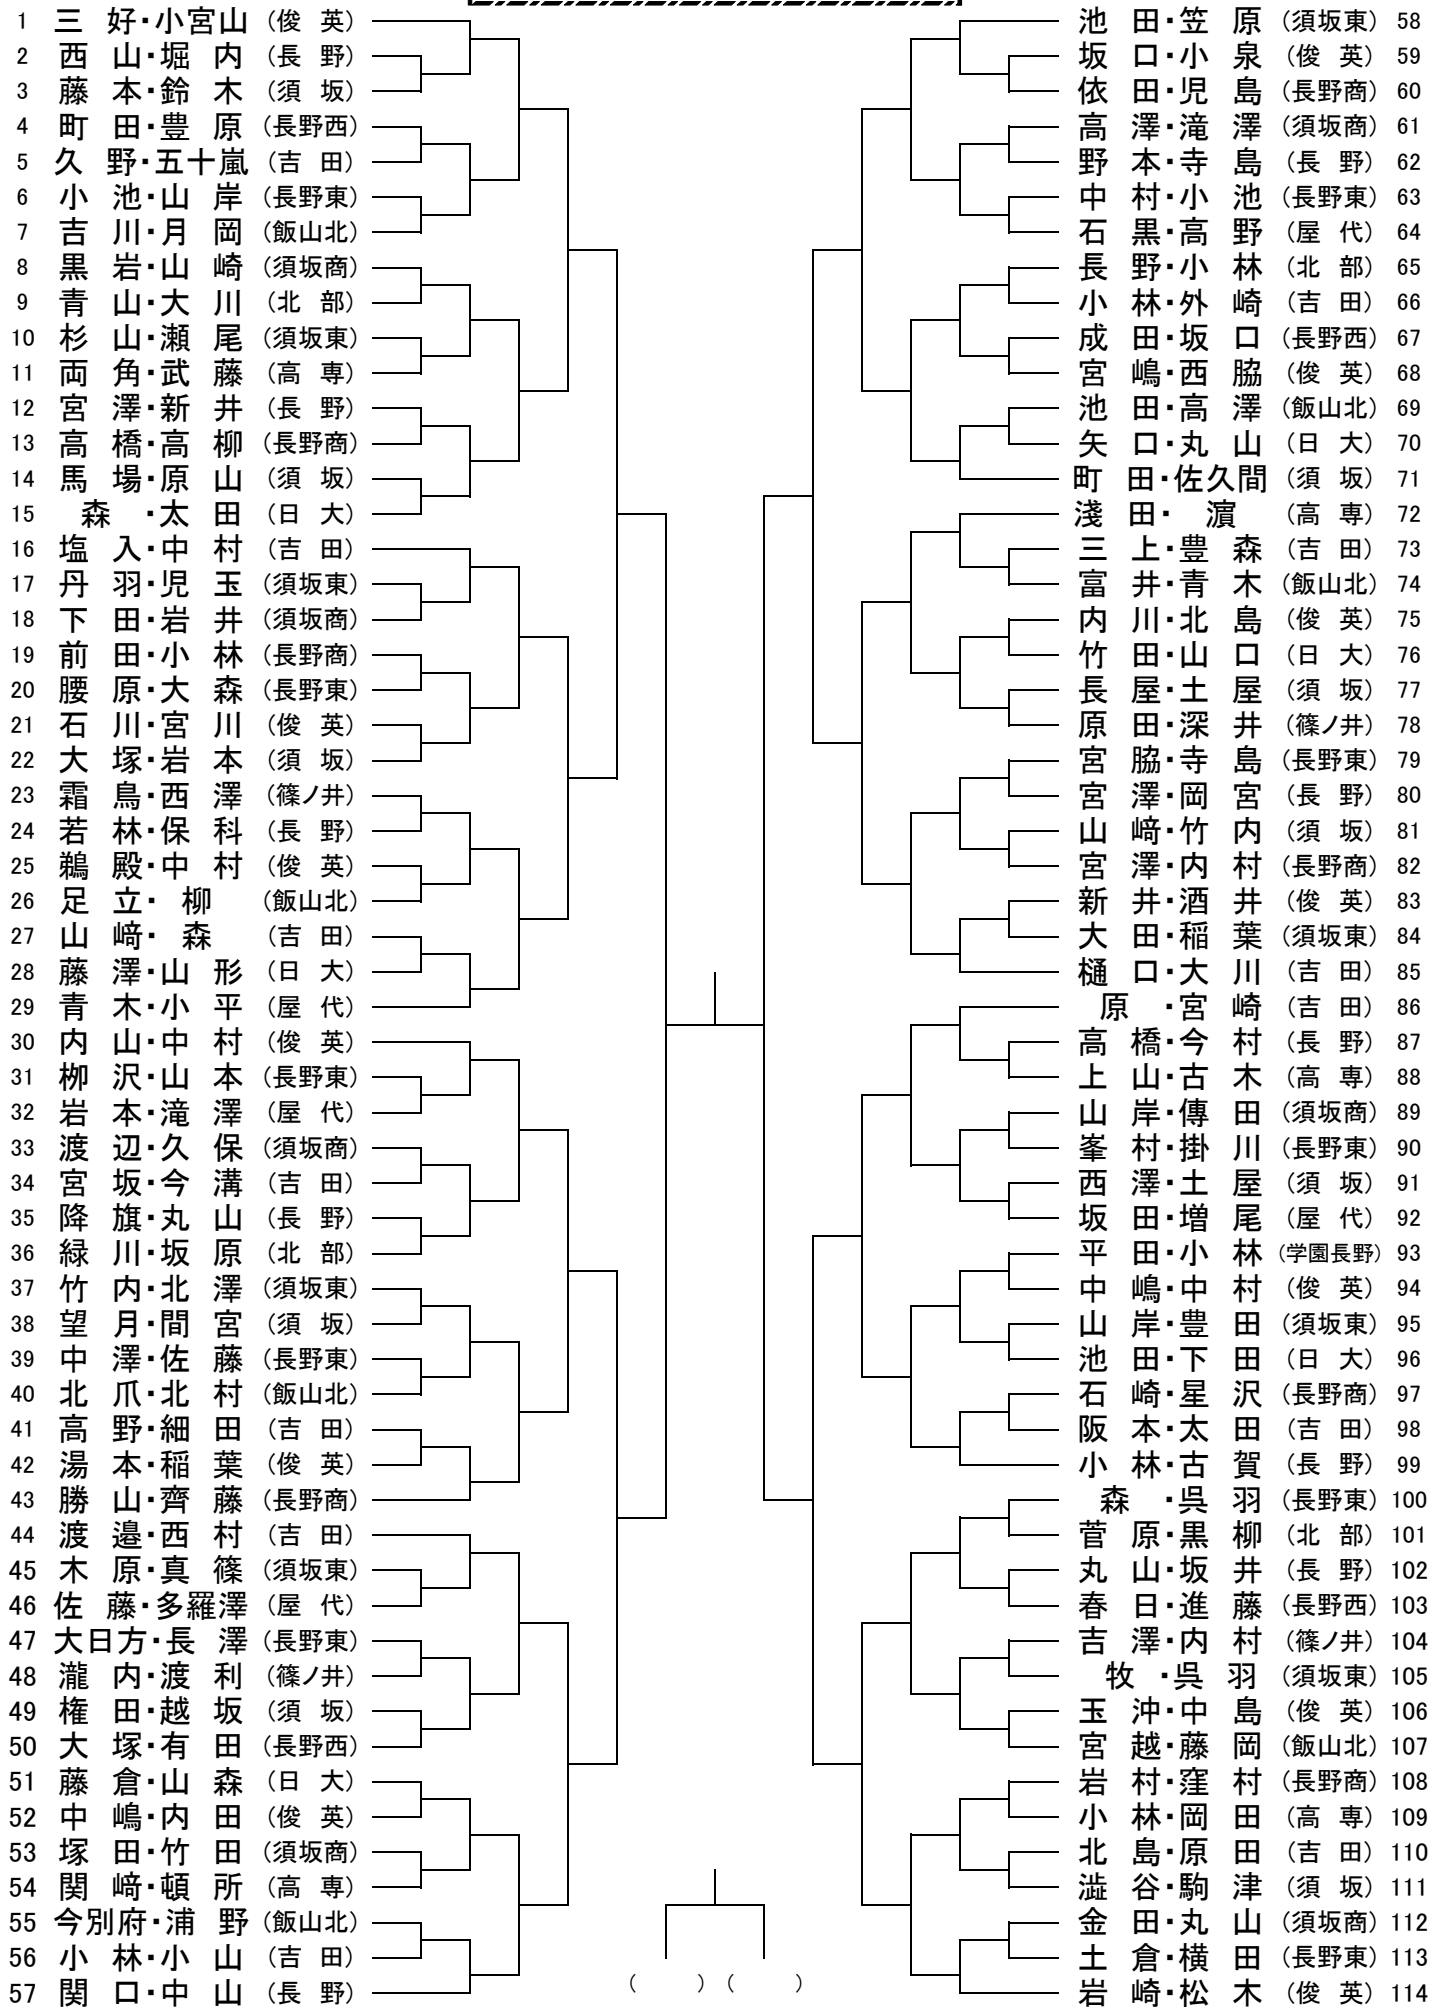 1 三 好・小宮山 (俊 英)
2 西 山・堀 内 (長 野)
3 藤 本・鈴 木 (須 坂)
4 町 田・豊 原 (長野西)
5 久 野・五十嵐 (吉 田)
6 小 池・山 岸 (長野東)
7 吉 川・月 岡 (飯山北)
8 黒 岩・山 崎 (須坂商)
9 青 山・大 川 (北 部)
10 杉 山・瀬 尾 (須坂東)
11 両 角・武 藤 (高 専)
12 宮 澤・新 井 (長 野)
13 高 橋・高 柳 (長野商)
14 馬 場・原 山 (須 坂)
15 森 ・太 田 (日 大)
16 塩 入・中 村 (吉 田)
17 丹 羽・児 玉 (須坂東)
18 下 田・岩 井 (須坂商)
19 前 田・小 林 (長野商)
20 腰 原・大 森 (長野東)
21 石 川・宮 川 (俊 英)
22 大 塚・岩 本 (須 坂)
23 霜 鳥・西 澤 (篠ノ井)
24 若 林・保 科 (長 野)
25 鵜 殿・中 村 (俊 英)
26 足 立・ 柳 (飯山北)
27 山 﨑・ 森 (吉 田)
28 藤 澤・山 形 (日 大)
29 青 木・小 平 (屋 代)
30 内 山・中 村 (俊 英)
31 栁 沢・山 本 (長野東)
32 岩 本・滝 澤 (屋 代)
33 渡 辺・久 保 (須坂商)
34 宮 坂・今 溝 (吉 田)
35 降 旗・丸 山 (長 野)
36 緑 川・坂 原 (北 部)
37 竹 内・北 澤 (須坂東)
38 望 月・間 宮 (須 坂)
39 中 澤・佐 藤 (長野東)
40 北 爪・北 村 (飯山北)
41 高 野・細 田 (吉 田)
42 湯 本・稲 葉 (俊 英)
43 勝 山・齊 藤 (長野商)
44 渡 邉・西 村 (吉 田)
45 木 原・真 篠 (須坂東)
46 佐 藤・多羅澤 (屋 代)
47 大日方・長 澤 (長野東)
48 瀧 内・渡 利 (篠ノ井)
49 権 田・越 坂 (須 坂)
50 大 塚・有 田 (長野西)
51 藤 倉・山 森 (日 大)
52 中 嶋・内 田 (俊 英)
53 塚 田・竹 田 (須坂商)
54 関 﨑・頓 所 (高 専)
55 今別府・浦 野 (飯山北)
56 小 林・小 山 (吉 田)
57 関 口・中 山 (長 野)
( ) ( )
池 田・笠 原 (須坂東) 58
坂 口・小 泉 (俊 英) 59
依 田・児 島 (長野商) 60
高 澤・滝 澤 (須坂商) 61
野 本・寺 島 (長 野) 62
中 村・小 池 (長野東) 63
石 黒・高 野 (屋 代) 64
長 野・小 林 (北 部) 65
小 林・外 崎 (吉 田) 66
成 田・坂 口 (長野西) 67
宮 嶋・西 脇 (俊 英) 68
池 田・高 澤 (飯山北) 69
矢 口・丸 山 (日 大) 70
町 田・佐久間 (須 坂) 71
淺 田・ 濵 (高 専) 72
三 上・豊 森 (吉 田) 73
富 井・青 木 (飯山北) 74
内 川・北 島 (俊 英) 75
竹 田・山 口 (日 大) 76
長 屋・土 屋 (須 坂) 77
原 田・深 井 (篠ノ井) 78
宮 脇・寺 島 (長野東) 79
宮 澤・岡 宮 (長 野) 80
山 﨑・竹 内 (須 坂) 81
宮 澤・内 村 (長野商) 82
新 井・酒 井 (俊 英) 83
大 田・稲 葉 (須坂東) 84
樋 口・大 川 (吉 田) 85
原 ・宮 崎 (吉 田) 86
高 橋・今 村 (長 野) 87
上 山・古 木 (高 専) 88
山 岸・傳 田 (須坂商) 89
峯 村・掛 川 (長野東) 90
西 澤・土 屋 (須 坂) 91
坂 田・増 尾 (屋 代) 92
平 田・小 林 (学園長野) 93
中 嶋・中 村 (俊 英) 94
山 岸・豊 田 (須坂東) 95
池 田・下 田 (日 大) 96
石 崎・星 沢 (長野商) 97
阪 本・太 田 (吉 田) 98
小 林・古 賀 (長 野) 99
森 ・呉 羽 (長野東) 100
菅 原・黒 柳 (北 部) 101
丸 山・坂 井 (長 野) 102
春 日・進 藤 (長野西) 103
吉 澤・内 村 (篠ノ井) 104
牧 ・呉 羽 (須坂東) 105
玉 沖・中 島 (俊 英) 106
宮 越・藤 岡 (飯山北) 107
岩 村・窪 村 (長野商) 108
小 林・岡 田 (高 専) 109
北 島・原 田 (吉 田) 110
澁 谷・駒 津 (須 坂) 111
金 田・丸 山 (須坂商) 112
土 倉・横 田 (長野東) 113
岩 崎・松 木 (俊 英) 114